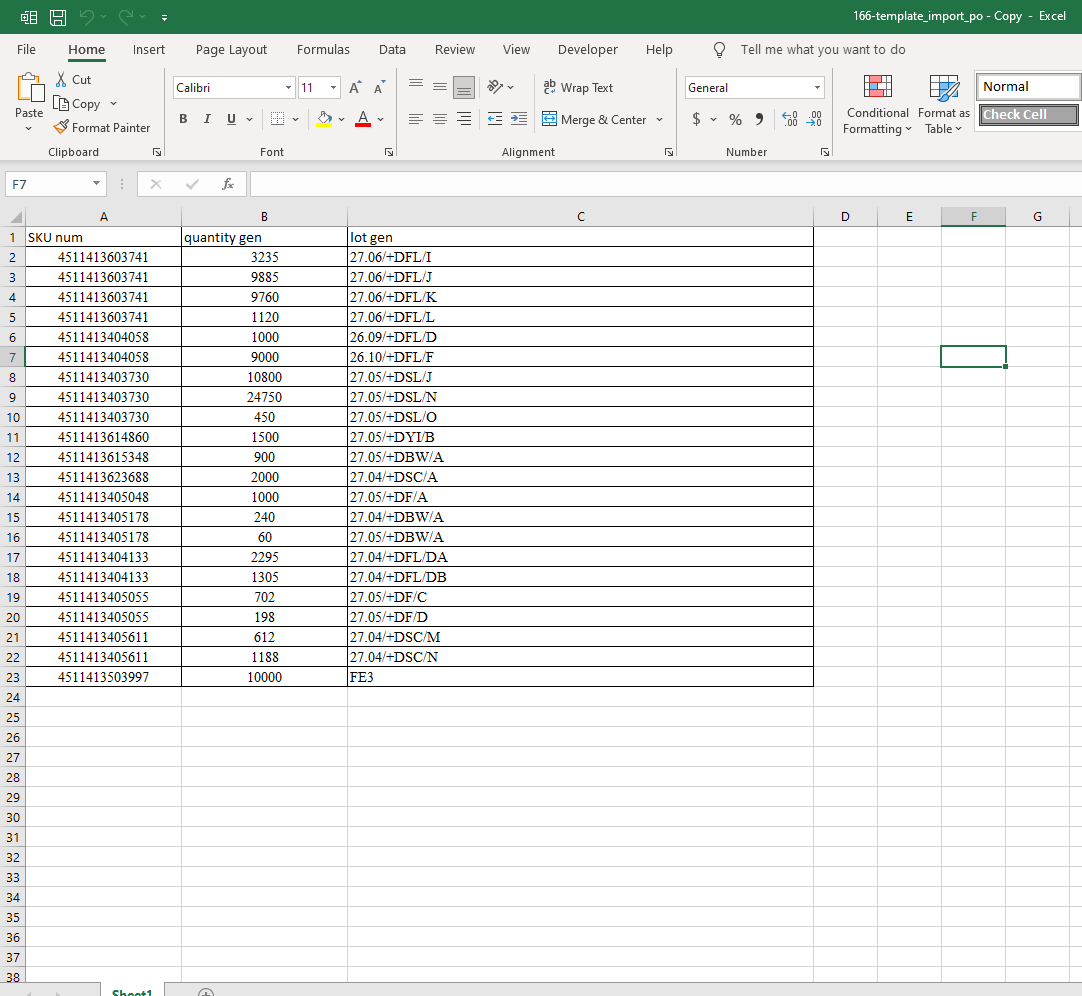 166-template_import_po - Copy - Excel
File Home Insert Page Layout Formulas Data Review View Developer Help Tell me what you want to do
Paste Cut Copy Format Painter Clipboard
Calibri 11 B I U A Font
ab Wrap Text Merge & Center Alignment
General $ % 9 Number
Conditional Formatting Format as Table
Normal
Check Cell
F7 fx
A B C D E F G
1 SKU num quantity gen lot gen
2 4511413603741 3235 27.06/+DFL/I
3 4511413603741 9885 27.06/+DFL/J
4 4511413603741 9760 27.06/+DFL/K
5 4511413603741 1120 27.06/+DFL/L
6 4511413404058 1000 26.09/+DFL/D
7 4511413404058 9000 26.10/+DFL/F
8 4511413403730 10800 27.05/+DSL/J
9 4511413403730 24750 27.05/+DSL/N
10 4511413403730 450 27.05/+DSL/O
11 4511413614860 1500 27.05/+DYI/B
12 4511413615348 900 27.05/+DBW/A
13 4511413623688 2000 27.04/+DSC/A
14 4511413405048 1000 27.05/+DF/A
15 4511413405178 240 27.04/+DBW/A
16 4511413405178 60 27.05/+DBW/A
17 4511413404133 2295 27.04/+DFL/DA
18 4511413404133 1305 27.04/+DFL/DB
19 4511413405055 702 27.05/+DF/C
20 4511413405055 198 27.05/+DF/D
21 4511413405611 612 27.04/+DSC/M
22 4511413405611 1188 27.04/+DSC/N
23 4511413503997 10000 FE3
24
25
26
27
28
29
30
31
32
33
34
35
36
37
38
Sheet1